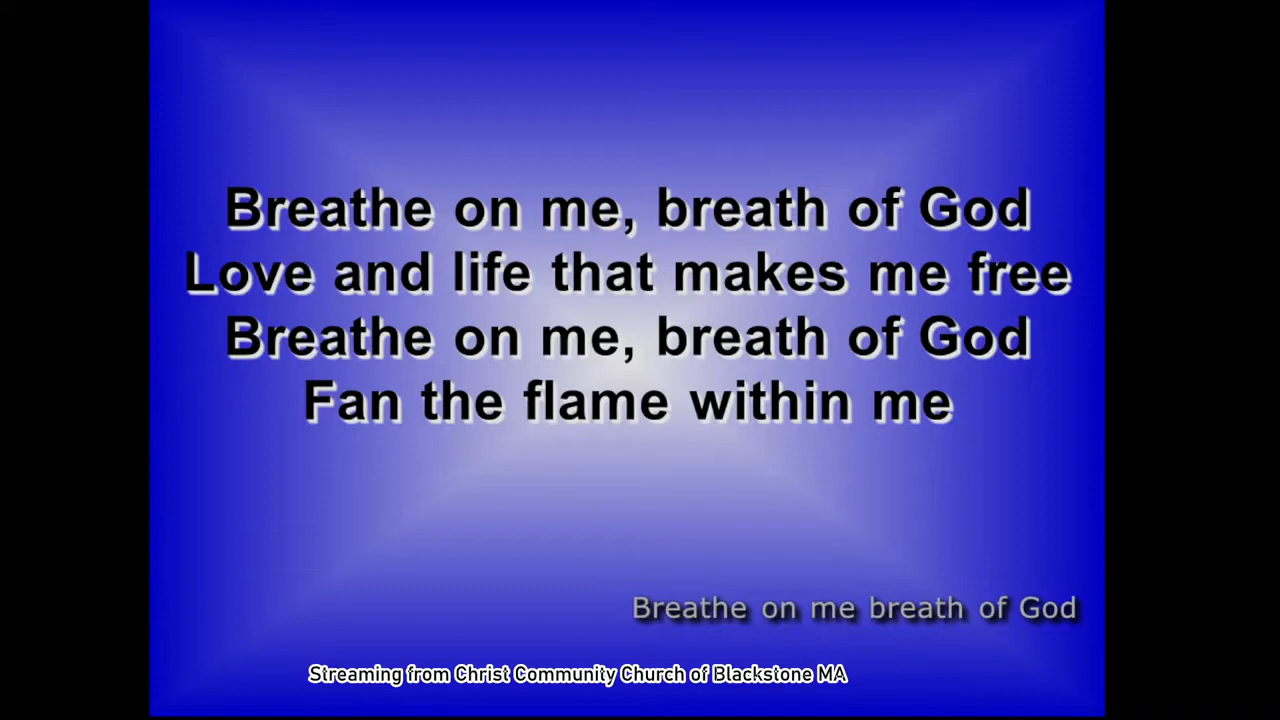 Breathe on me, breath of God
Love and life that makes me free
Breathe on me, breath of God
Fan the flame within me
Breathe on me breath of God
Streaming from Christ Community Church of Blackstone MA